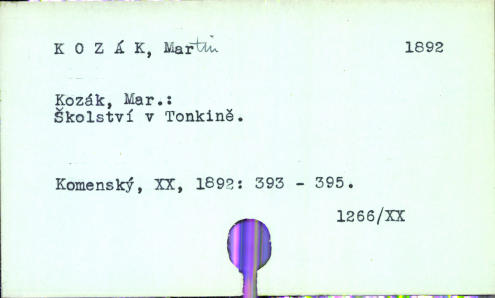 K O Z Á K, Martin 1892
Kozák, Mar.:
Školství v Tonkině.
Komenský, XX, 1892: 393 - 395.
1266/XX